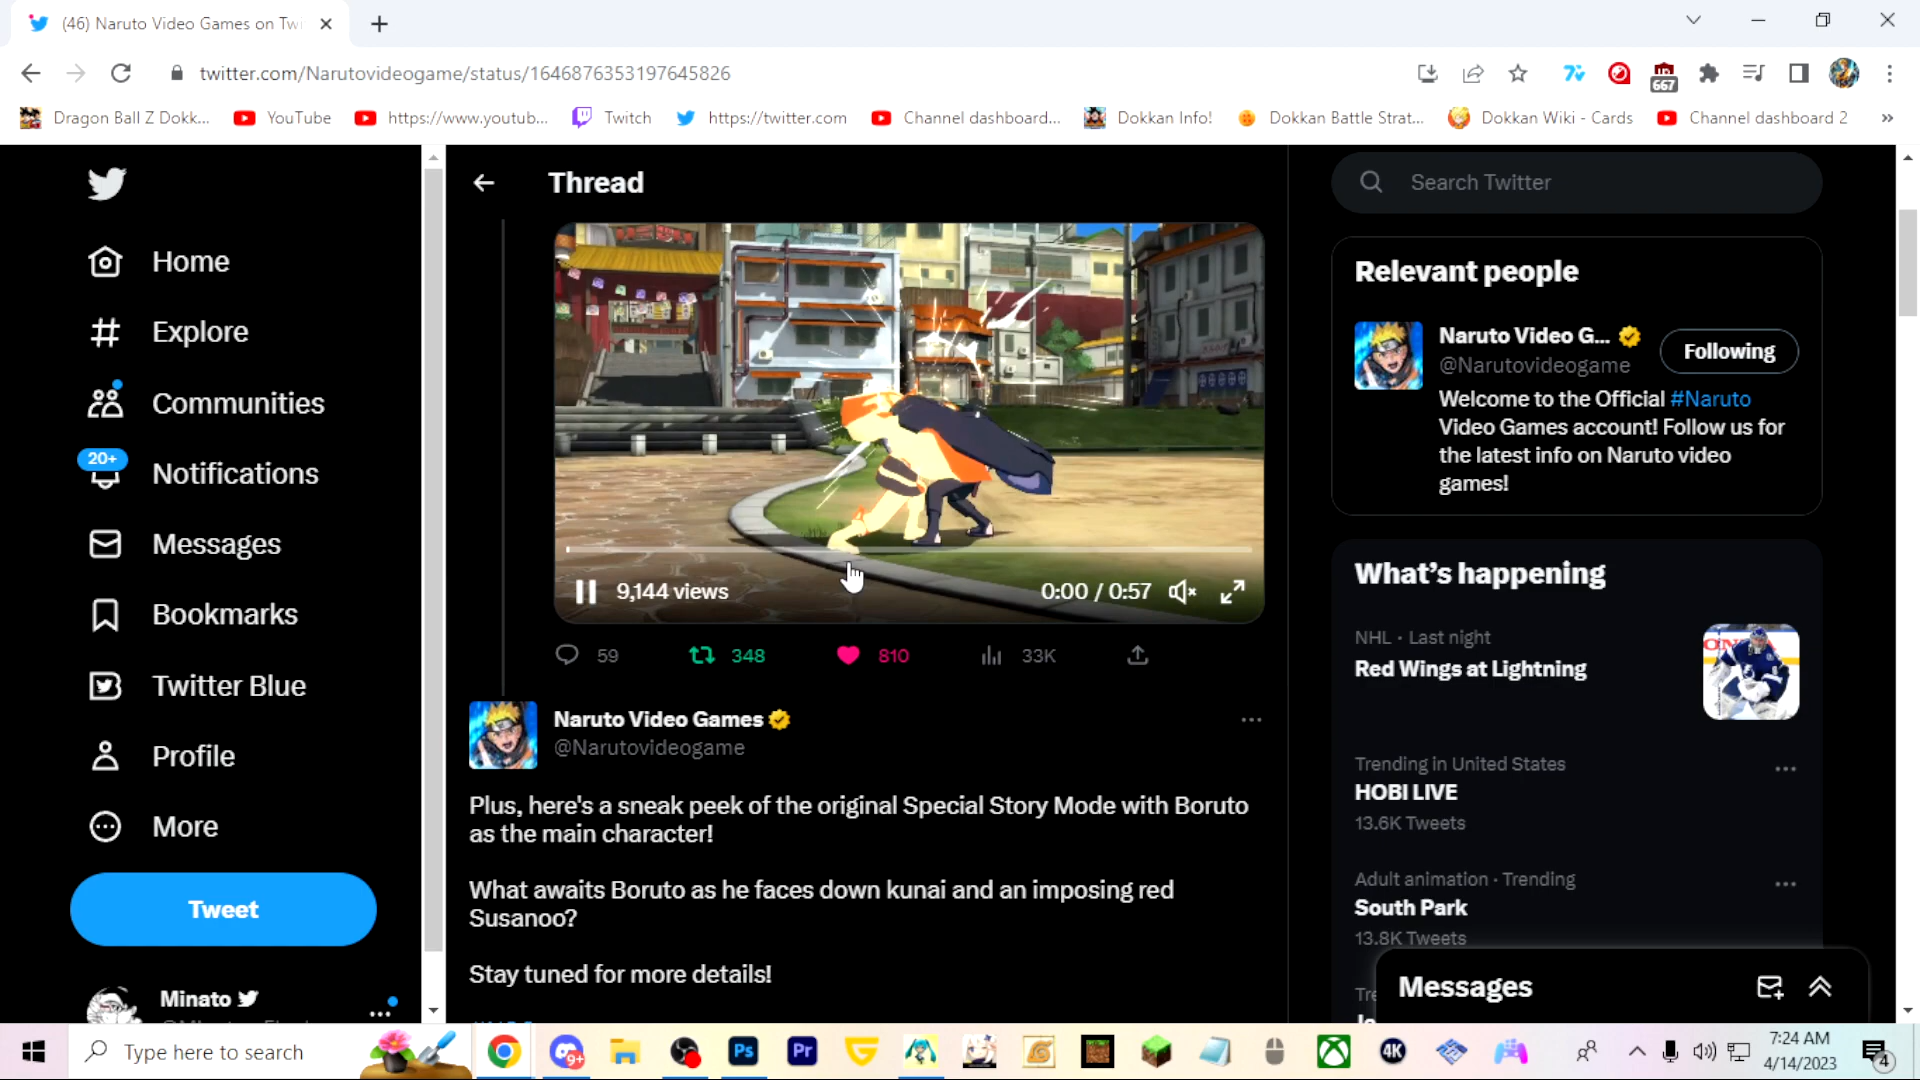 (46) Naruto Video Games on Tw
twitter.com/Narutovideogame/status/1646876353197645826
667
Dragon Ball Z Dokk...
YouTube
https://www.youtub...
Twitch
https://twitter.com
Channel dashboard...
Dokkan Info!
Dokkan Battle Strat...
Dokkan Wiki - Cards
Channel dashboard 2
»
Home
Explore
Communities
20+
Notifications
Messages
Bookmarks
Twitter Blue
Profile
More
Tweet
Minato
Thread
9,144 views
0:00 / 0:57
59
348
810
33K
Naruto Video Games
@Narutovideogame
Plus, here's a sneak peek of the original Special Story Mode with Boruto
as the main character!
What awaits Boruto as he faces down kunai and an imposing red
Susanoo?
Stay tuned for more details!
Search Twitter
Relevant people
Naruto Video G...
@Narutovideogame
Following
Welcome to the Official #Naruto
Video Games account! Follow us for
the latest info on Naruto video
games!
What's happening
NHL · Last night
Red Wings at Lightning
Trending in United States
HOBI LIVE
13.6K Tweets
Adult animation · Trending
South Park
13.8K Tweets
Messages
Type here to search
9+
Ps
Pr
4K
7:24 AM
4/14/2023
4